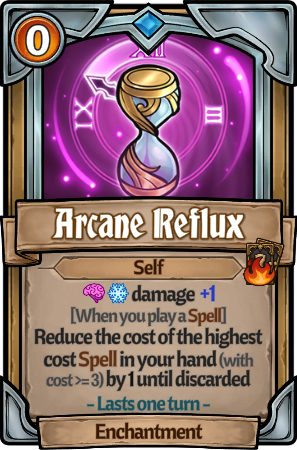 0
XII
IX
III
Arcane Reflux
Self
damage +1
[When you play a Spell]
Reduce the cost of the highest
cost Spell in your hand (with
cost >= 3) by 1 until discarded
- Lasts one turn -
Enchantment